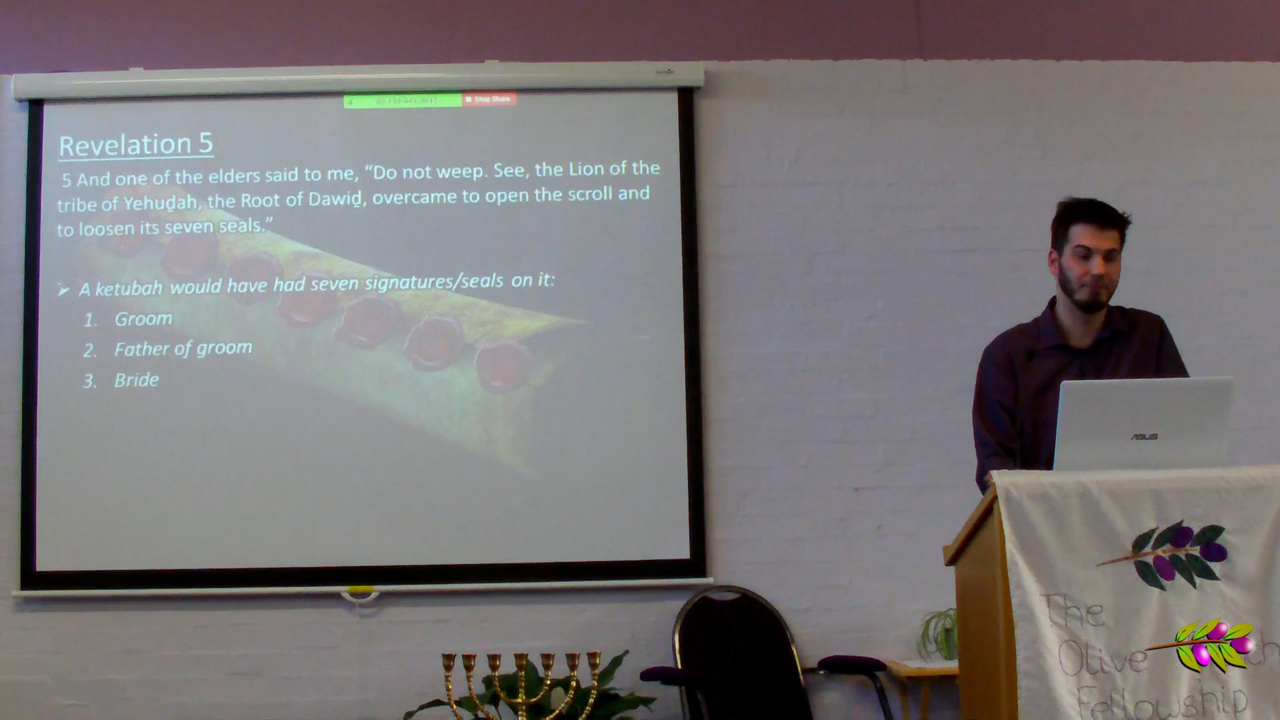 Stop Share
Revelation 5
5 And one of the elders said to me, “Do not weep. See, the Lion of the
tribe of Yehuḏah, the Root of Dawiḏ, overcame to open the scroll and
to loosen its seven seals.”
➢ A ketubah would have had seven signatures/seals on it:
1. Groom
2. Father of groom
3. Bride
ASUS
The
Olive
Fellowship